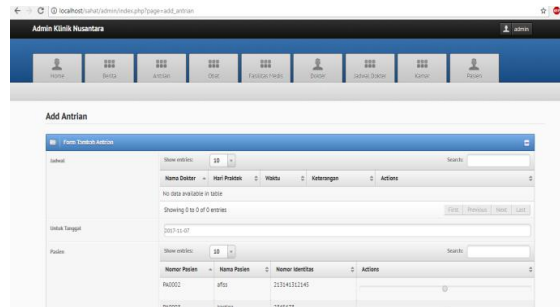 localhost/sahat/admin/index.php?page=add_antrian
Admin Klinik Nusantara
admin
Home
Berita
Antrian
Obat
Fasilitas Medis
Dokter
Jadwal Dokter
Kamar
Pasien
Add Antrian
Form Tambah Antrian
Jadwal
Show entries:
10
Search:
Nama Dokter
Hari Praktek
Waktu
Keterangan
Actions
No data available in table
Showing 0 to 0 of 0 entries
First
Previous
Next
Last
Untuk Tanggal
2017-11-07
Pasien
Show entries:
10
Search:
Nomor Pasien
Nama Pasien
Nomor Identitas
Actions
PA0002
213141312145